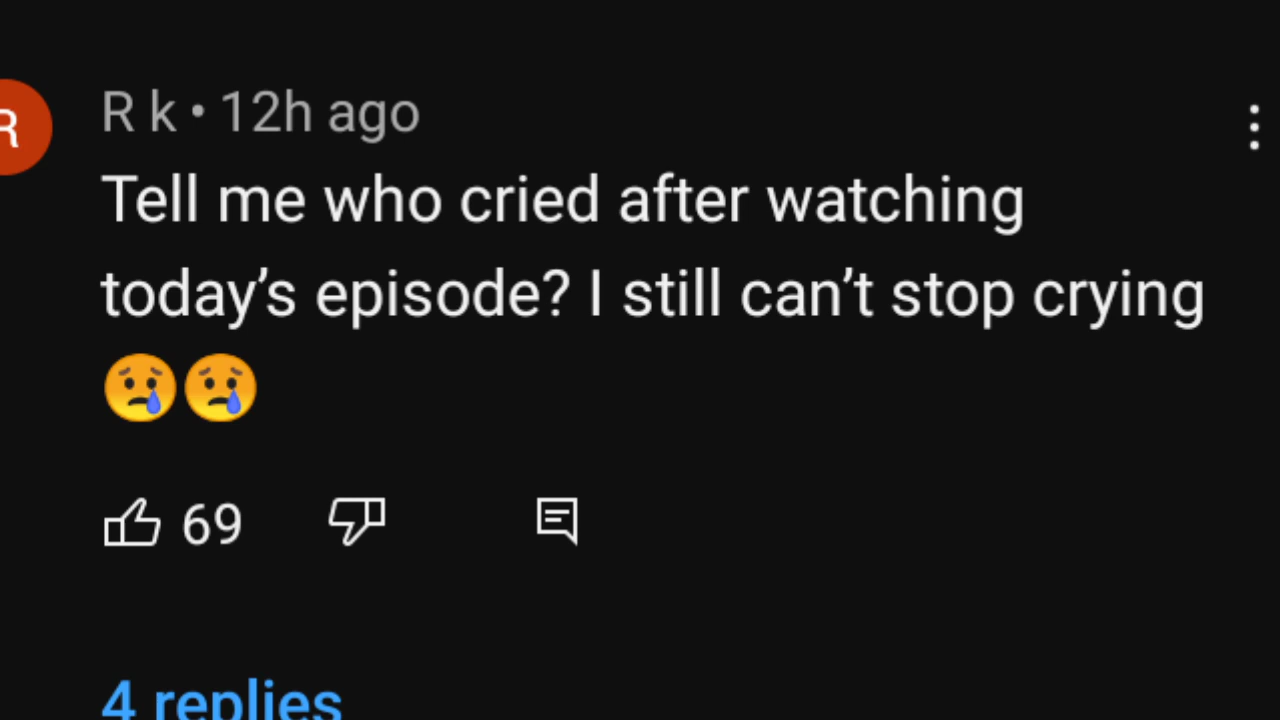 R
R k • 12h ago
Tell me who cried after watching
today’s episode? I still can’t stop crying
😢😢
69
4 replies